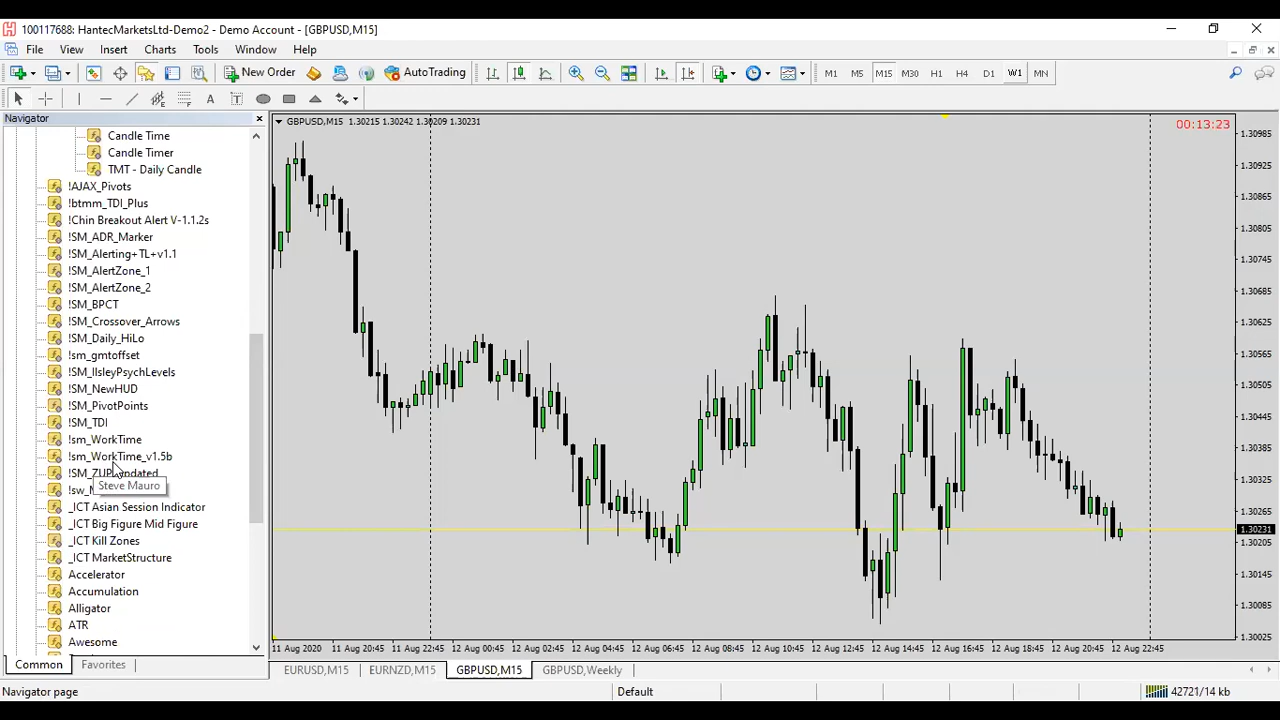 100117688: HantecMarketsLtd-Demo2 - Demo Account - [GBPUSD,M15]
File View Insert Charts Tools Window Help
New Order AutoTrading M1 M5 M15 M30 H1 H4 D1 W1 MN
A T
Navigator
Candle Time
Candle Timer
TMT - Daily Candle
!AJAX_Pivots
!btmm_TDI_Plus
!Chin Breakout Alert V-1.1.2s
!SM_ADR_Marker
!SM_Alerting+TL+v1.1
!SM_AlertZone_1
!SM_AlertZone_2
!SM_BPCT
!SM_Crossover_Arrows
!SM_Daily_HiLo
!sm_gmtoffset
!SM_IlsleyPsychLevels
!SM_NewHUD
!SM_PivotPoints
!SM_TDI
!sm_WorkTime
!sm_WorkTime_v1.5b
Steve Mauro
_ICT Asian Session Indicator
_ICT Big Figure Mid Figure
_ICT Kill Zones
_ICT MarketStructure
Accelerator
Accumulation
Alligator
ATR
Awesome
Common Favorites
GBPUSD,M15 1.30215 1.30242 1.30209 1.30231
00:13:23
1.30985
1.30925
1.30865
1.30805
1.30745
1.30685
1.30625
1.30565
1.30505
1.30445
1.30385
1.30325
1.30265
1.30231
1.30205
1.30145
1.30085
1.30025
11 Aug 2020 11 Aug 20:45 11 Aug 22:45 12 Aug 00:45 12 Aug 02:45 12 Aug 04:45 12 Aug 06:45 12 Aug 08:45 12 Aug 10:45 12 Aug 12:45 12 Aug 14:45 12 Aug 16:45 12 Aug 18:45 12 Aug 20:45 12 Aug 22:45
EURUSD,M15 EURNZD,M15 GBPUSD,M15 GBPUSD,Weekly
Navigator page Default 42721/14 kb